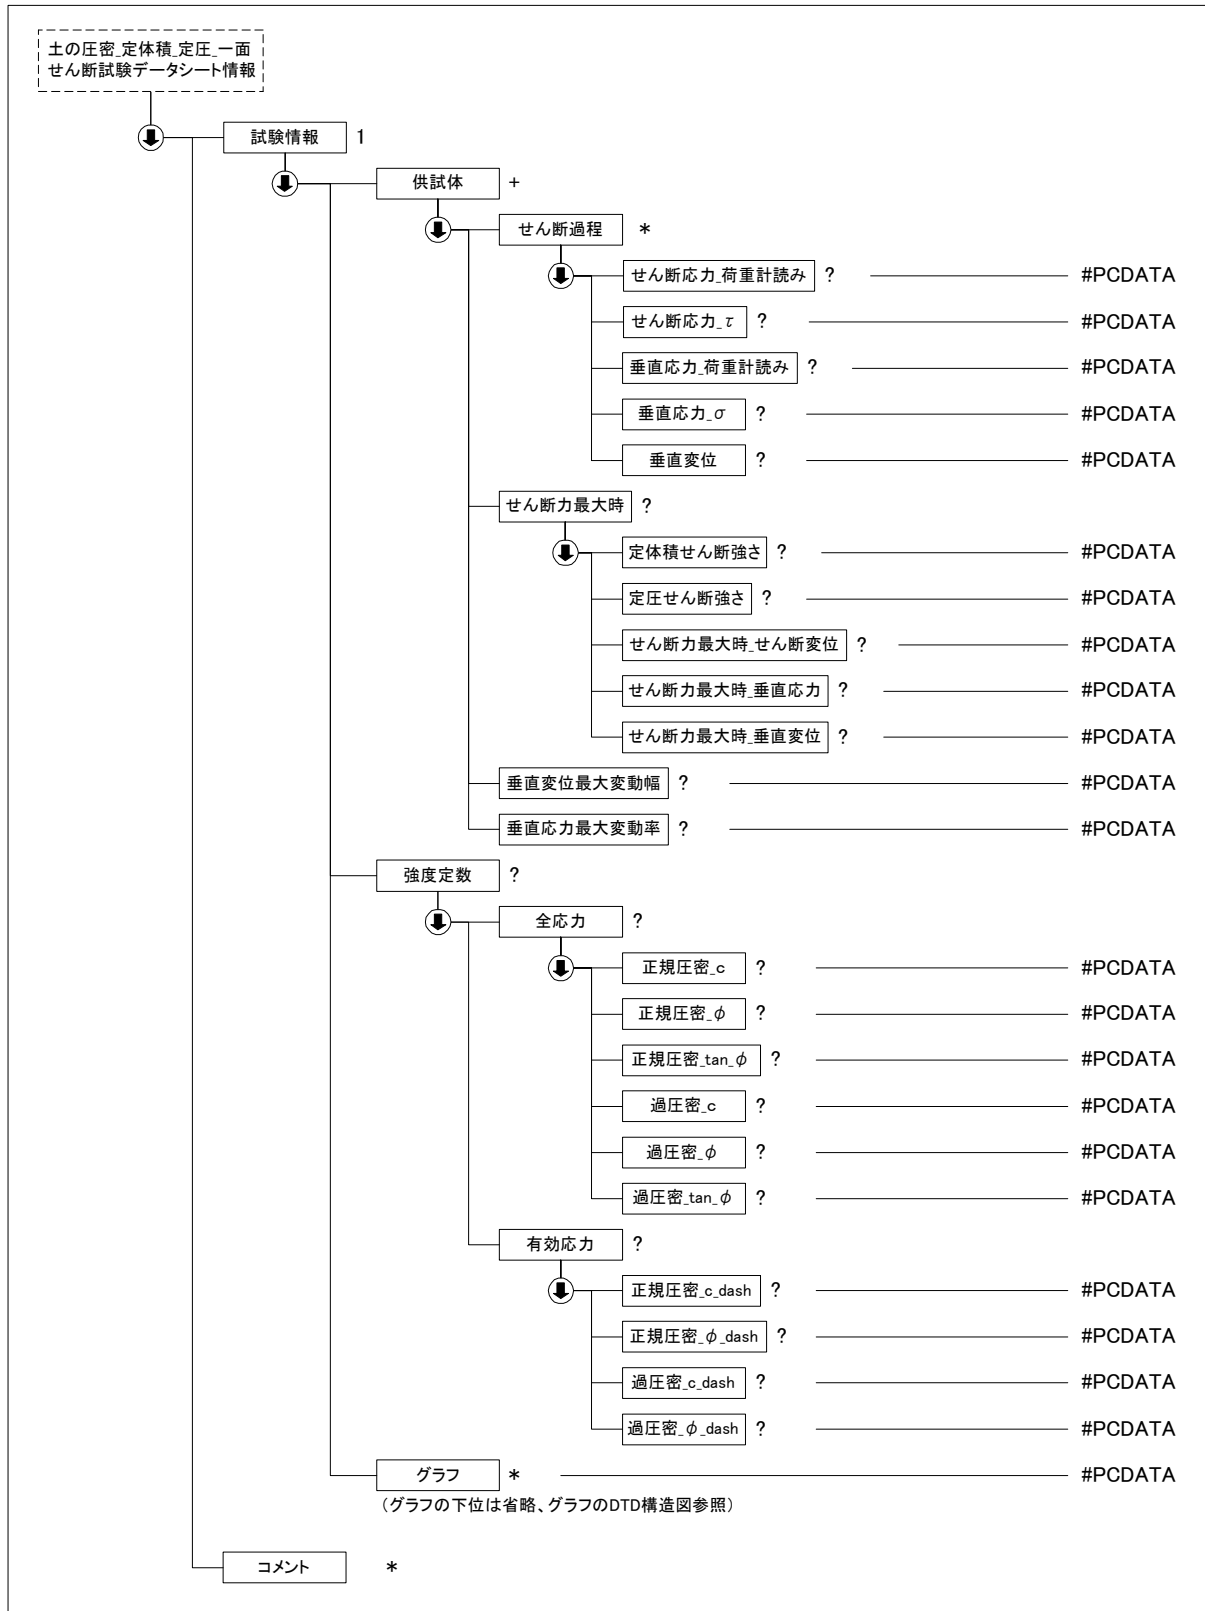 土の圧密_定体積_定圧_一面
せん断試験データシート情報
試験情報 1
供試体 +
せん断過程 *
せん断応力_荷重計読み ? #PCDATA
せん断応力_τ ? #PCDATA
垂直応力_荷重計読み ? #PCDATA
垂直応力_σ ? #PCDATA
垂直変位 ? #PCDATA
せん断力最大時 ?
定体積せん断強さ ? #PCDATA
定圧せん断強さ ? #PCDATA
せん断力最大時_せん断変位 ? #PCDATA
せん断力最大時_垂直応力 ? #PCDATA
せん断力最大時_垂直変位 ? #PCDATA
垂直変位最大変動幅 ? #PCDATA
垂直応力最大変動率 ? #PCDATA
強度定数 ?
全応力 ?
正規圧密_c ? #PCDATA
正規圧密_φ ? #PCDATA
正規圧密_tan_φ ? #PCDATA
過圧密_c ? #PCDATA
過圧密_φ ? #PCDATA
過圧密_tan_φ ? #PCDATA
有効応力 ?
正規圧密_c_dash ? #PCDATA
正規圧密_φ_dash ? #PCDATA
過圧密_c_dash ? #PCDATA
過圧密_φ_dash ? #PCDATA
グラフ * #PCDATA
（グラフの下位は省略、グラフのDTD構造図参照）
コメント *